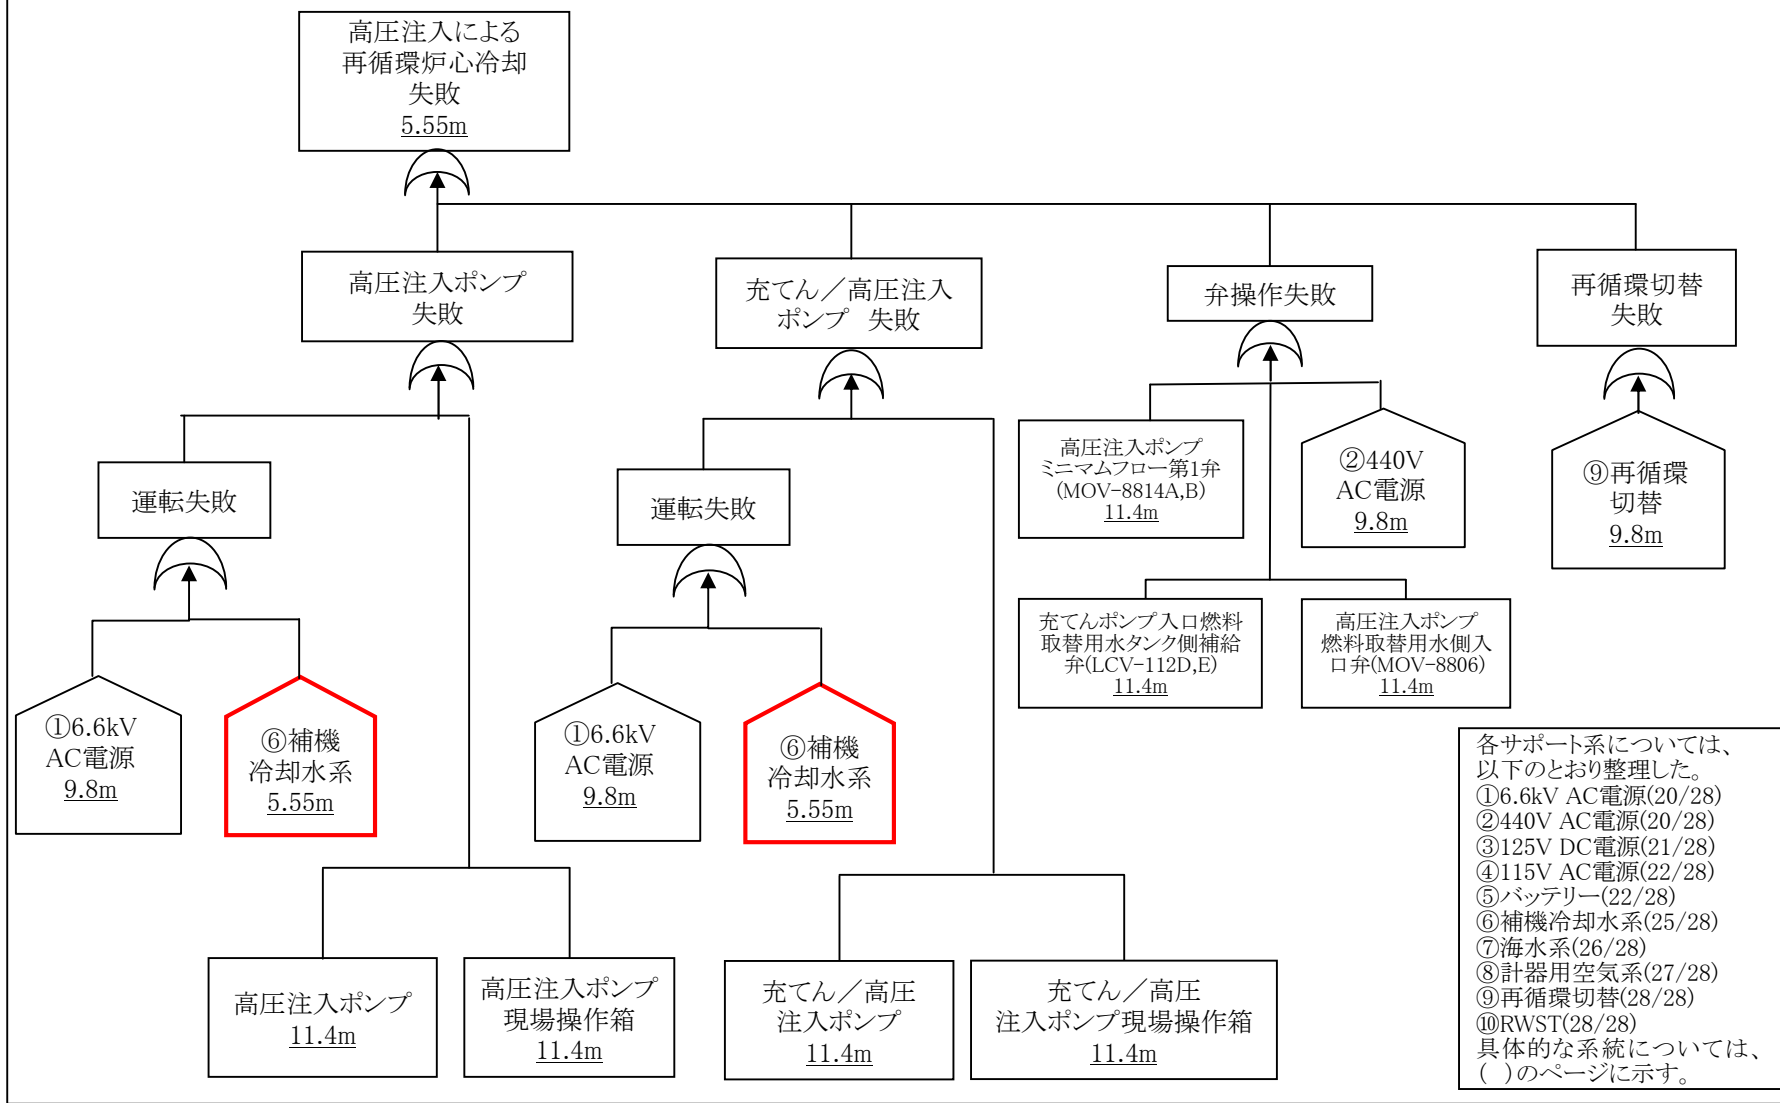 高圧注入による
再循環炉心冷却
失敗
5.55m
高圧注入ポンプ
失敗
充てん／高圧注入
ポンプ　失敗
弁操作失敗
再循環切替
失敗
運転失敗
運転失敗
高圧注入ポンプ
ミニマムフロー第1弁
(MOV-8814A,B)
11.4m
②440V
AC電源
9.8m
⑨再循環
切替
9.8m
充てんポンプ入口燃料
取替用水タンク側補給
弁(LCV-112D,E)
11.4m
高圧注入ポンプ
燃料取替用水側入
口弁(MOV-8806)
11.4m
①6.6kV
AC電源
9.8m
⑥補機
冷却水系
5.55m
①6.6kV
AC電源
9.8m
⑥補機
冷却水系
5.55m
高圧注入ポンプ
11.4m
高圧注入ポンプ
現場操作箱
11.4m
充てん／高圧
注入ポンプ
11.4m
充てん／高圧
注入ポンプ現場操作箱
11.4m
各サポート系については、
以下のとおり整理した。
①6.6kV AC電源(20/28)
②440V AC電源(20/28)
③125V DC電源(21/28)
④115V AC電源(22/28)
⑤バッテリー(22/28)
⑥補機冷却水系(25/28)
⑦海水系(26/28)
⑧計器用空気系(27/28)
⑨再循環切替(28/28)
⑩RWST(28/28)
具体的な系統については、
(　)のページに示す。